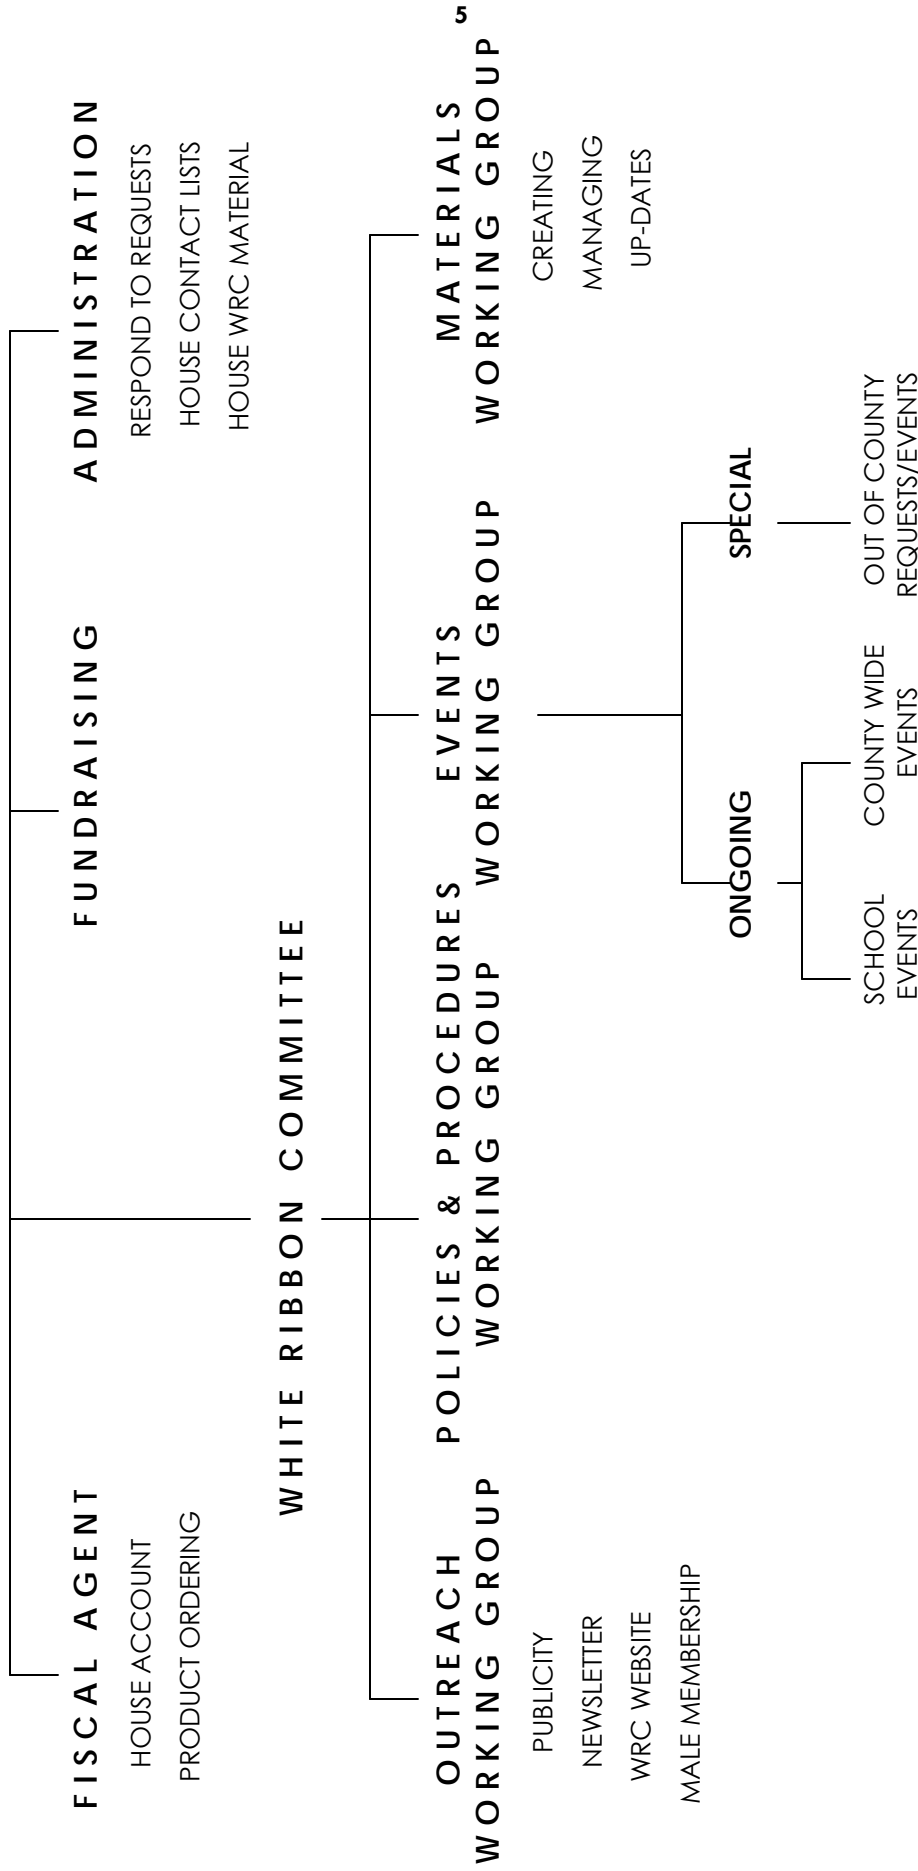 5
FISCAL AGENT
HOUSE ACCOUNT
PRODUCT ORDERING
FUNDRAISING
ADMINISTRATION
RESPOND TO REQUESTS
HOUSE CONTACT LISTS
HOUSE WRC MATERIAL
WHITE RIBBON COMMITTEE
OUTREACH
WORKING GROUP
PUBLICITY
NEWSLETTER
WRC WEBSITE
MALE MEMBERSHIP
POLICIES & PROCEDURES
WORKING GROUP
EVENTS
WORKING GROUP
MATERIALS
WORKING GROUP
CREATING
MANAGING
UP-DATES
ONGOING
SPECIAL
SCHOOL
EVENTS
COUNTY WIDE
EVENTS
OUT OF COUNTY
REQUESTS/EVENTS